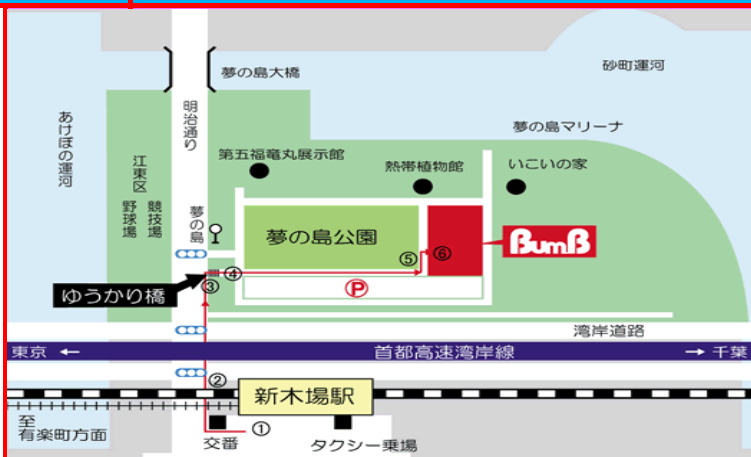 夢の島大橋
砂町運河
あけぼの運河
明治通り
夢の島マリーナ
江東区
野球場
競技場
第五福竜丸展示館
熱帯植物館
いこいの家
夢の島
夢の島公園
BumB
⑤
⑥
④
③
ゆうかり橋
P
湾岸道路
東京 ←
首都高速湾岸線
→ 千葉
②
新木場駅
至
有楽町方面
交番
①
タクシー乗場